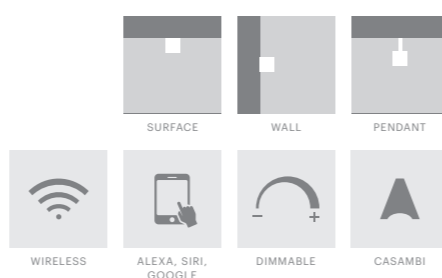 SURFACE
WALL
PENDANT
− +
WIRELESS
ALEXA, SIRI,
GOOGLE
DIMMABLE
CASAMBI